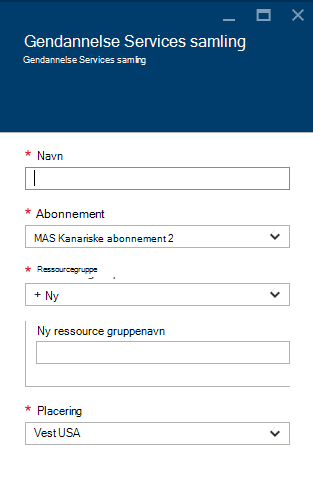 Gendannelse Services samling
Gendannelse Services samling
* Navn
* Abonnement
MAS Kanariske abonnement 2
* Ressourcegruppe
+ Ny
Ny ressource gruppenavn
* Placering
Vest USA